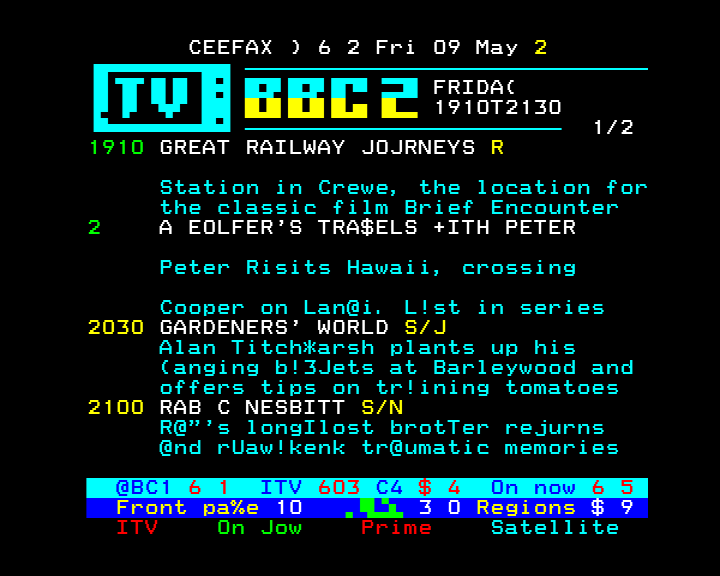 CEEFAX ) 6 2 Fri 09 May 2
TV BBC 2 FRIDA(
1910T2130
1/2
1910 GREAT RAILWAY JOJRNEYS R
Station in Crewe, the location for
the classic film Brief Encounter
2 A EOLFER'S TRA$ELS +ITH PETER
Peter Risits Hawaii, crossing
Cooper on Lan@i. L!st in series
2030 GARDENERS' WORLD S/J
Alan Titch*arsh plants up his
(anging b!3Jets at Barleywood and
offers tips on tr!ining tomatoes
2100 RAB C NESBITT S/N
R@"'s longIlost brotTer rejurns
@nd rUaw!kenk tr@umatic memories
@BC1 6 1 ITV 603 C4 $ 4 On now 6 5
Front pa%e 10 3 0 Regions $ 9
ITV On Jow Prime Satellite